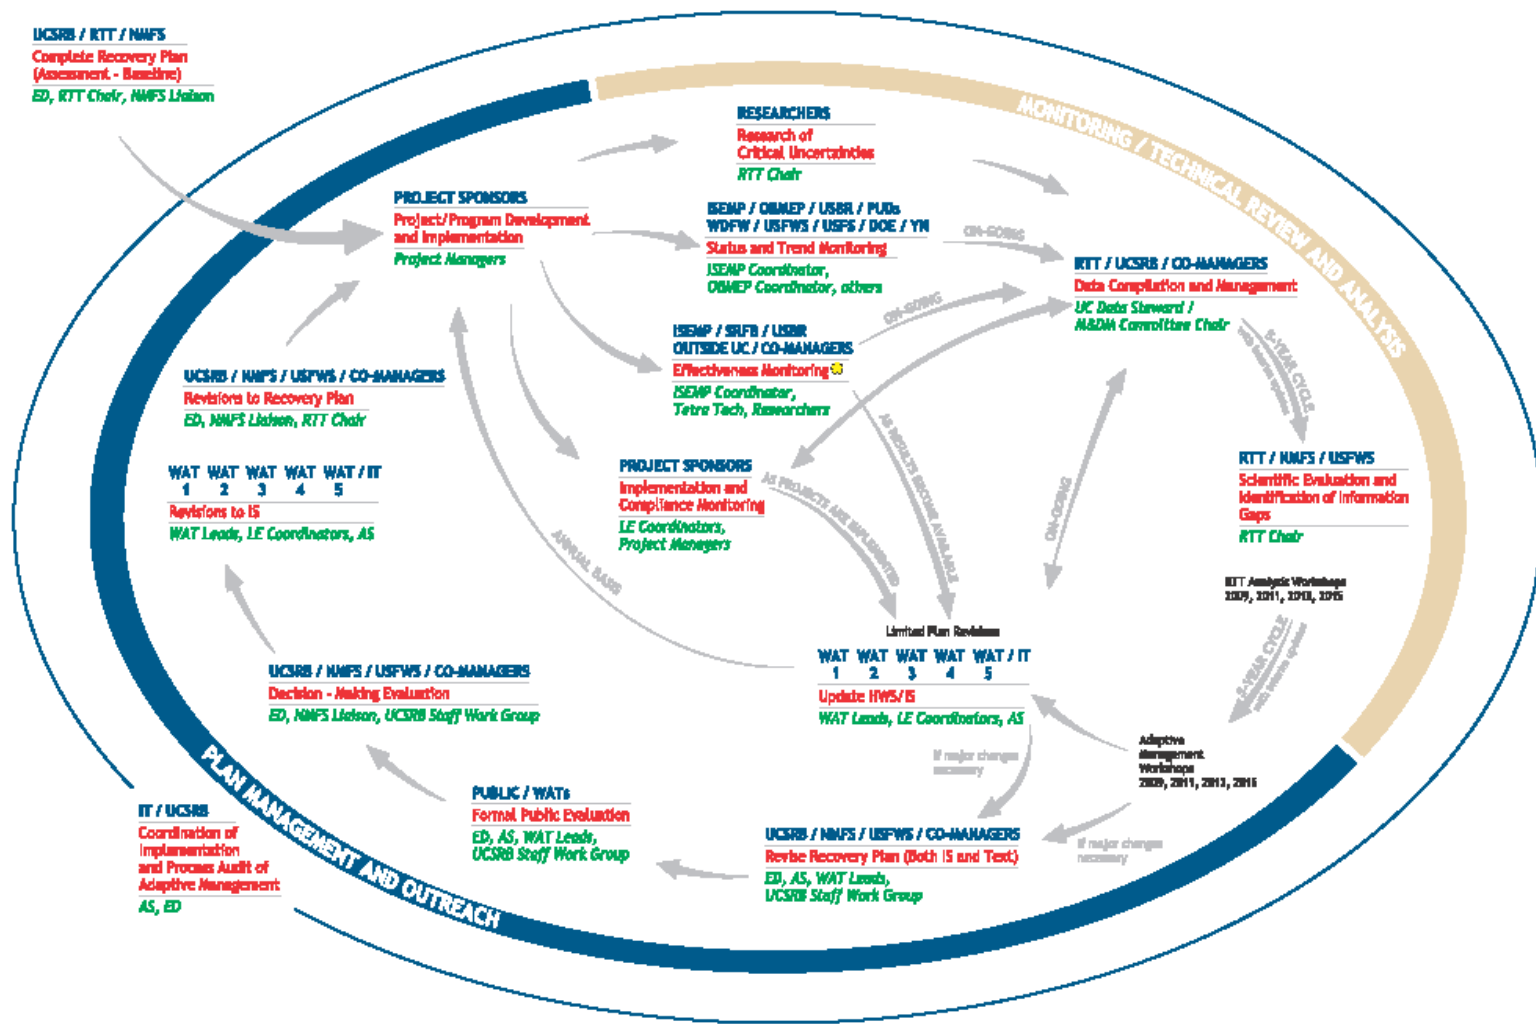 UCSRB / RTT / NMFS
Complete Recovery Plan
(Assessment - Baseline)
ED, RTT Chair, NMFS Liaison
MONITORING / TECHNICAL REVIEW AND ANALYSIS
RESEARCHERS
Research of
Critical Uncertainties
RTT Chair
PROJECT SPONSORS
Project/Program Development
and Implementation
Project Managers
ISEMP / OBMEP / USBR / PUDs
WDFW / USFWS / USFS / DOE / YN
Status and Trend Monitoring
ISEMP Coordinator,
OBMEP Coordinator, others
ON-GOING
RTT / UCSRB / CO-MANAGERS
Data Compilation and Management
UC Data Steward /
M&DM Committee Chair
ISEMP / SRFB / USBR
OUTSIDE UC / CO-MANAGERS
Effectiveness Monitoring
ISEMP Coordinator,
Tetra Tech, Researchers
ON-GOING
5-YEAR CYCLE
with interim updates
UCSRB / NMFS / USFWS / CO-MANAGERS
Revisions to Recovery Plan
ED, NMFS Liaison, RTT Chair
WAT WAT WAT WAT WAT / IT
1 2 3 4 5
Revisions to IS
WAT Leads, LE Coordinators, AS
PROJECT SPONSORS
Implementation and
Compliance Monitoring
LE Coordinators,
Project Managers
AS PROJECTS ARE IMPLEMENTED
AS RESULTS BECOME AVAILABLE
ON-GOING
ANNUAL BASIS
RTT / NMFS / USFWS
Scientific Evaluation and
Identification of Information
Gaps
RTT Chair
RTT Analysis Workshops
2009, 2011, 2013, 2015
5-YEAR CYCLE
with interim updates
Limited Plan Revisions
WAT WAT WAT WAT WAT / IT
1 2 3 4 5
Update HWS/IS
WAT Leads, LE Coordinators, AS
If major changes
necessary
Adaptive
Management
Workshops
2009, 2011, 2013, 2015
If major changes
necessary
UCSRB / NMFS / USFWS / CO-MANAGERS
Decision - Making Evaluation
ED, NMFS Liaison, UCSRB Staff Work Group
PUBLIC / WATs
Formal Public Evaluation
ED, AS, WAT Leads,
UCSRB Staff Work Group
UCSRB / NMFS / USFWS / CO-MANAGERS
Revise Recovery Plan (Both IS and Text)
ED, AS, WAT Leads,
UCSRB Staff Work Group
PLAN MANAGEMENT AND OUTREACH
IT / UCSRB
Coordination of
Implementation
and Process Audit of
Adaptive Management
AS, ED